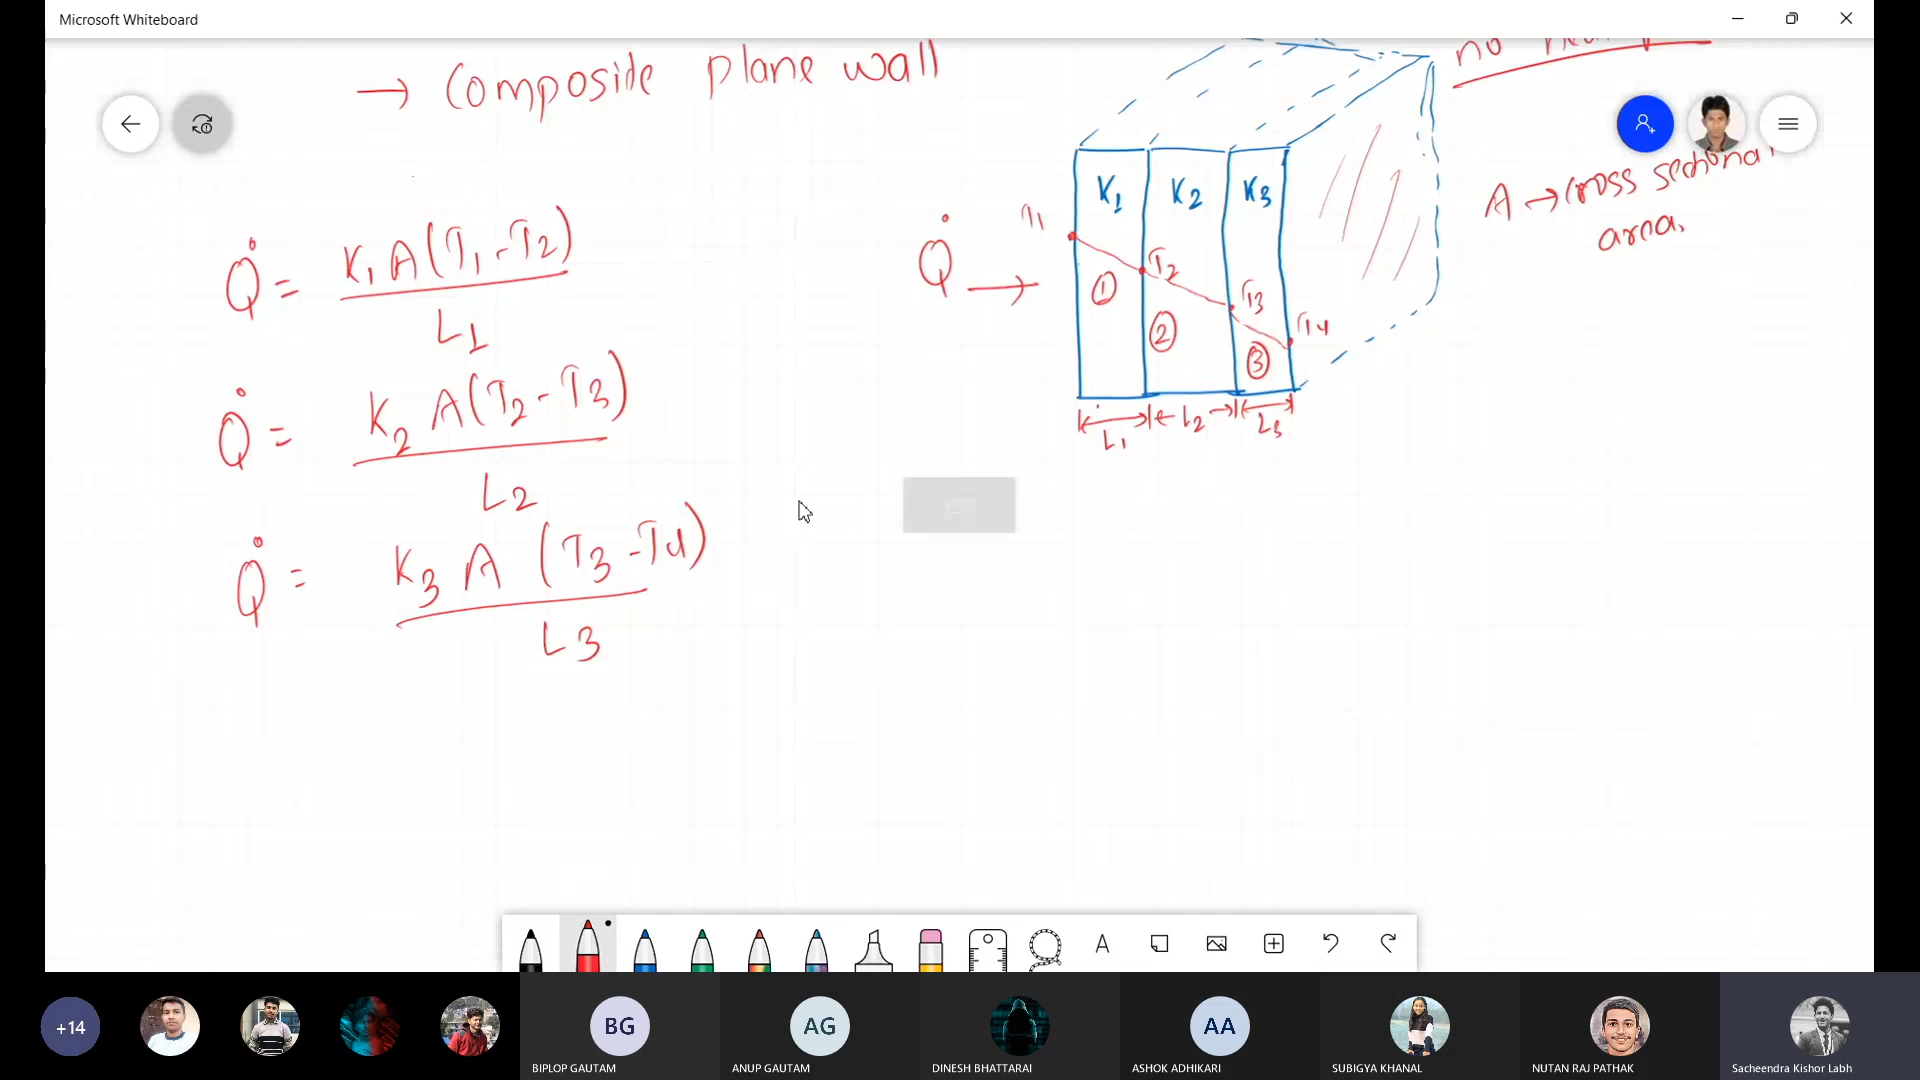 Microsoft Whiteboard
→ Composite plane wall
no
A → Cross sectional
area,
Q̇ = K₁ A (T₁ - T₂)
L₁
Q̇ = K₂ A (T₂ - T₃)
L₂
Q̇ = K₃ A (T₃ - T₄)
L₃
Q̇ →
K₁ K₂ K₃
T₁ T₂ T₃ T₄
① ② ③
L₁ L₂ L₃
A
+14
BG
AG
AA
BIPLOP GAUTAM
ANUP GAUTAM
DINESH BHATTARAI
ASHOK ADHIKARI
SUBIGYA KHANAL
NUTAN RAJ PATHAK
Sacheendra Kishor Labh